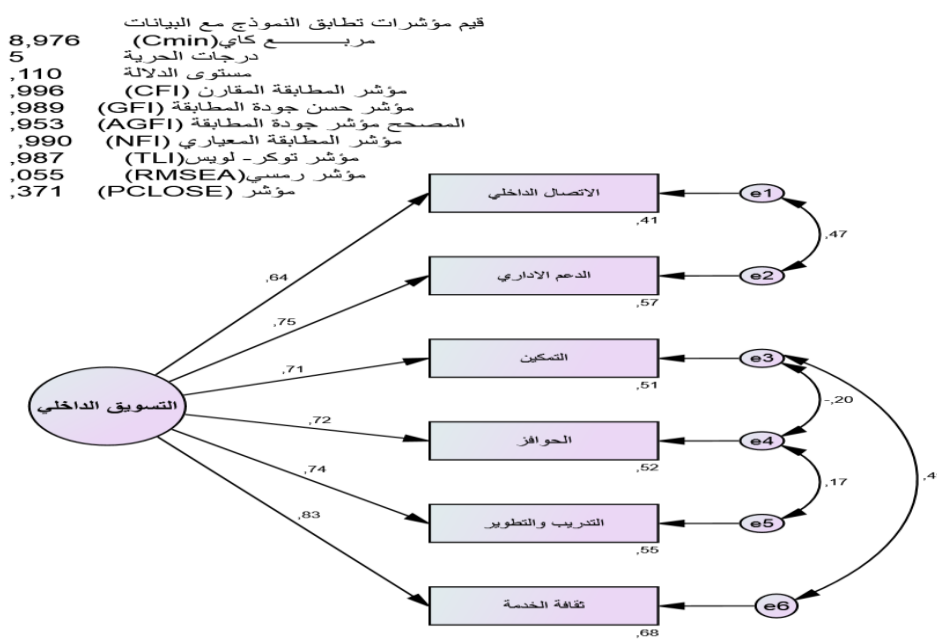 قيم مؤشرات تطابق النموذج مع البيانات
مربـــــــع كاي(Cmin) 8,976
درجات الحرية 5
مستوى الدلالة ,110
مؤشر المطابقة المقارن (CFI) ,996
مؤشر حسن جودة المطابقة (GFI) ,989
المصحح مؤشر جودة المطابقة (AGFI) ,953
مؤشر المطابقة المعياري (NFI) ,990
مؤشر توكر- لويس(TLI) ,987
مؤشر رمسي(RMSEA) ,055
مؤشر (PCLOSE) ,371
الاتصال الداخلي
e1
,41
,47
,64
الدعم الاداري
e2
,57
,75
التمكين
e3
,51
,71
-,20
التسويق الداخلي
الحوافز
e4
,52
,72
,17
,74
التدريب والتطوير
e5
,55
,83
ثقافة الخدمة
e6
,68